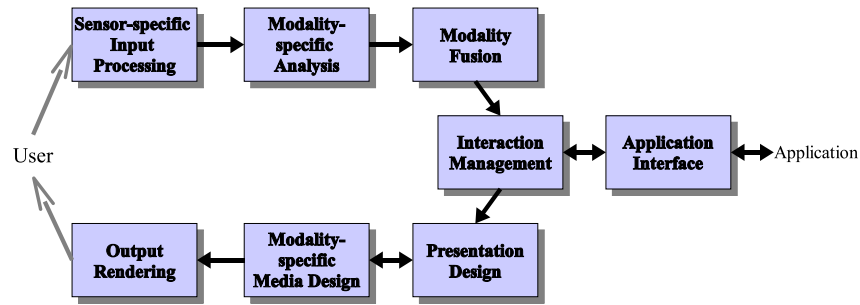 Sensor-specific
Input
Processing
Modality-
specific
Analysis
Modality
Fusion
User
Interaction
Management
Application
Interface
Application
Output
Rendering
Modality-
specific
Media Design
Presentation
Design